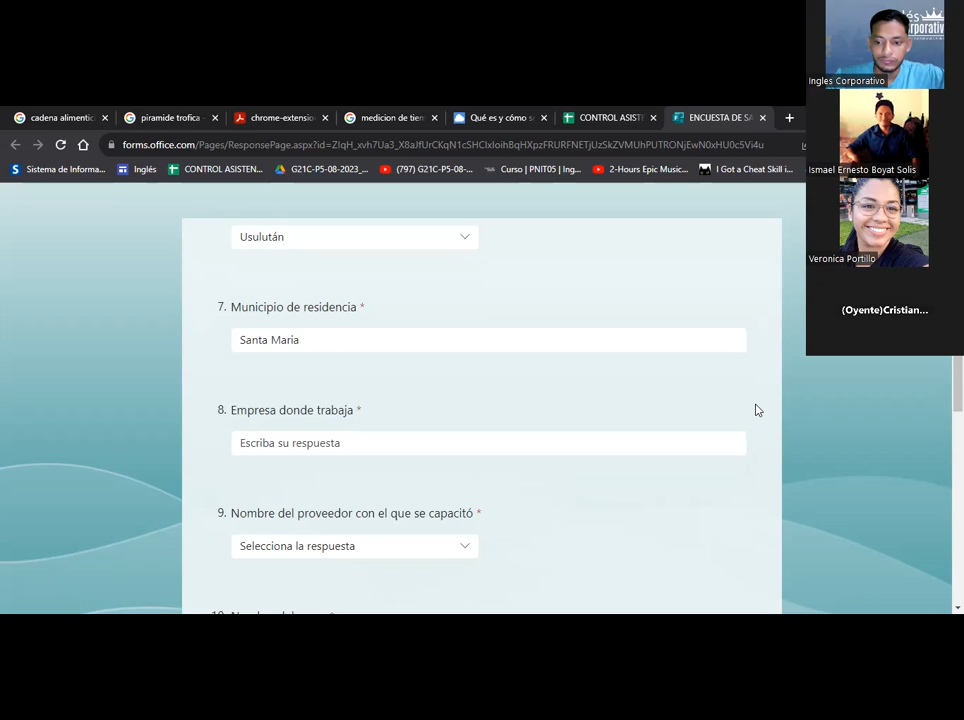 cadena alimentic
piramide trofica -
chrome-extensio
medicion de tien
Qué es y cómo s
CONTROL ASIST
ENCUESTA DE SA
forms.office.com/Pages/ResponsePage.aspx?id=
Sistema de Informa...
Inglés
CONTROL ASISTEN...
G21C-P5-08-2023_...
(797) G21C-P5-08-...
Curso | PNIT05 | Ing...
2-Hours Epic Music...
I Got a Cheat Skill i...
Usulután
7. Municipio de residencia *
Santa Maria
8. Empresa donde trabaja *
Escriba su respuesta
9. Nombre del proveedor con el que se capacitó *
Selecciona la respuesta
Ingles Corporativo
Ismael Ernesto Boyat Solis
Veronica Portillo
(Oyente)Cristian...